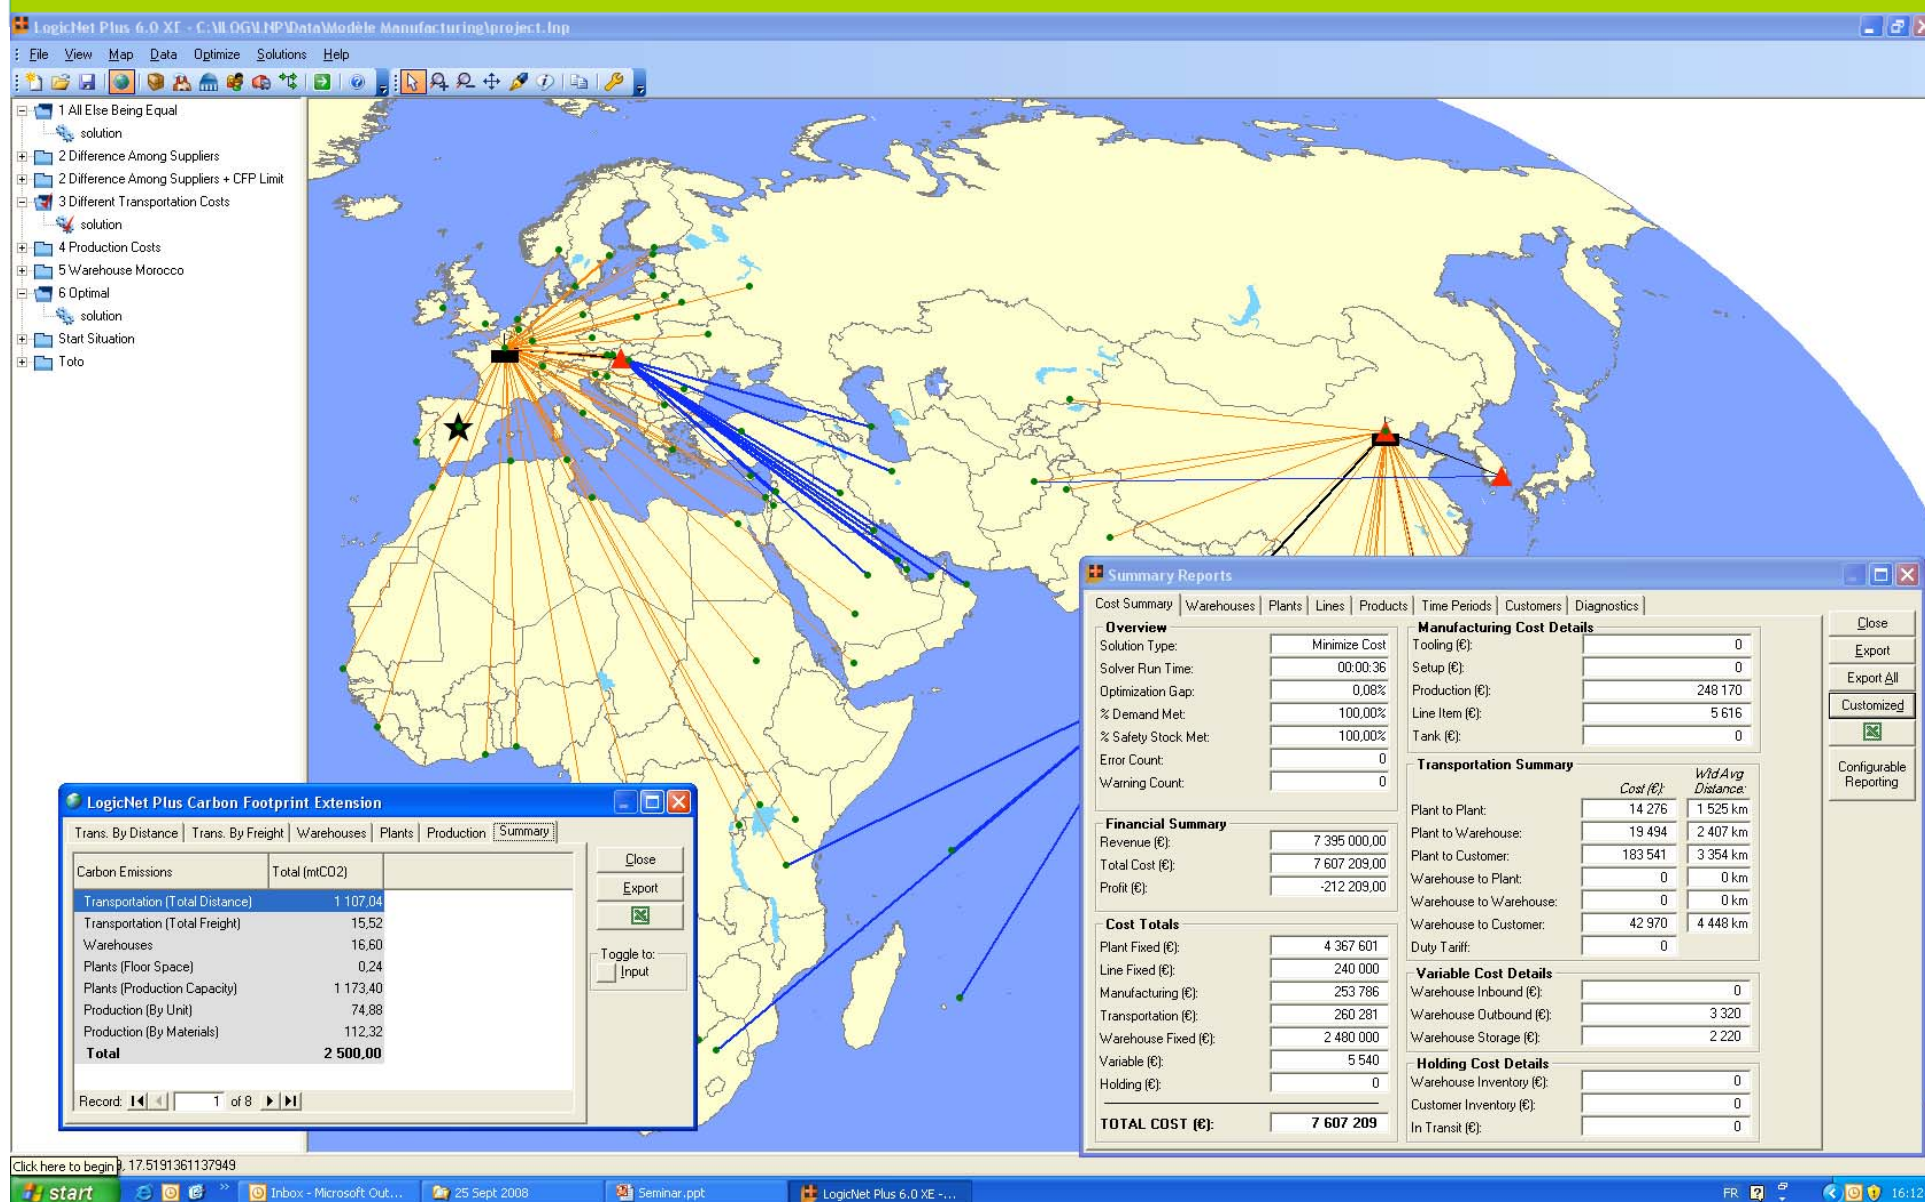 LogicNet Plus 6.0 XE - C:\ILOG\LNP\Data\Modèle Manufacturing\project.lnp
File View Map Data Optimize Solutions Help
1 All Else Being Equal
solution
2 Difference Among Suppliers
2 Difference Among Suppliers + CFP Limit
3 Different Transportation Costs
solution
4 Production Costs
5 Warehouse Morocco
6 Optimal
solution
Start Situation
Toto
LogicNet Plus Carbon Footprint Extension
Trans. By Distance Trans. By Freight Warehouses Plants Production Summary
Carbon Emissions Total (mtCO2)
Transportation (Total Distance) 1 107,04
Transportation (Total Freight) 15,52
Warehouses 16,60
Plants (Floor Space) 0,24
Plants (Production Capacity) 1 173,40
Production (By Unit) 74,88
Production (By Materials) 112,32
Total 2 500,00
Record: 1 of 8
Close
Export
Toggle to:
Input
Summary Reports
Cost Summary Warehouses Plants Lines Products Time Periods Customers Diagnostics
Overview
Solution Type: Minimize Cost
Solver Run Time: 00:00:36
Optimization Gap: 0,08%
% Demand Met: 100,00%
% Safety Stock Met: 100,00%
Error Count: 0
Warning Count: 0
Financial Summary
Revenue (€): 7 395 000,00
Total Cost (€): 7 607 209,00
Profit (€): -212 209,00
Cost Totals
Plant Fixed (€): 4 367 601
Line Fixed (€): 240 000
Manufacturing (€): 253 786
Transportation (€): 260 281
Warehouse Fixed (€): 2 480 000
Variable (€): 5 540
Holding (€): 0
TOTAL COST (€): 7 607 209
Manufacturing Cost Details
Tooling (€): 0
Setup (€): 0
Production (€): 248 170
Line Item (€): 5 616
Tank (€): 0
Transportation Summary
Cost (€): Wtd Avg Distance:
Plant to Plant: 14 276 1 525 km
Plant to Warehouse: 19 494 2 407 km
Plant to Customer: 183 541 3 354 km
Warehouse to Plant: 0 0 km
Warehouse to Warehouse: 0 0 km
Warehouse to Customer: 42 970 4 448 km
Duty Tariff: 0
Variable Cost Details
Warehouse Inbound (€): 0
Warehouse Outbound (€): 3 320
Warehouse Storage (€): 2 220
Holding Cost Details
Warehouse Inventory (€): 0
Customer Inventory (€): 0
In Transit (€): 0
Close
Export
Export All
Customized
Configurable
Reporting
Click here to begin , 17.5191361137949
start Inbox - Microsoft Out... 25 Sept 2008 Seminar.ppt LogicNet Plus 6.0 XE -... FR 16:12